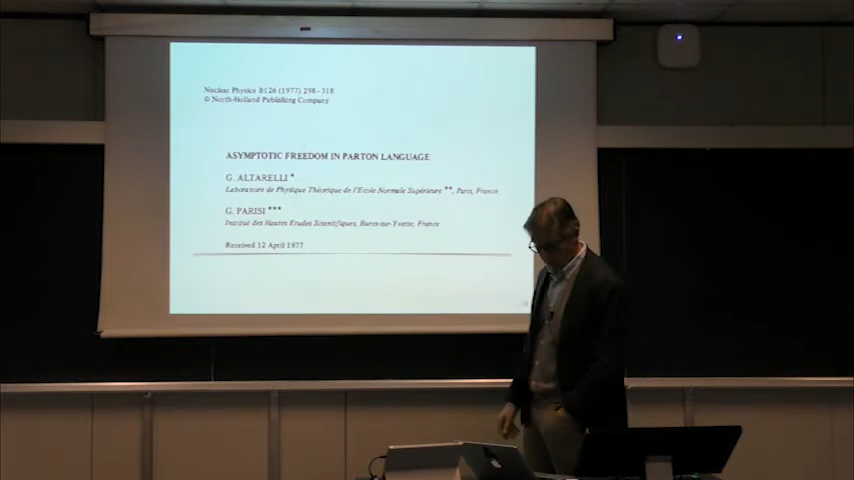 Nuclear Physics B126 (1977) 298–318
© North-Holland Publishing Company
ASYMPTOTIC FREEDOM IN PARTON LANGUAGE
G. ALTARELLI *
Laboratoire de Physique Théorique de l'Ecole Normale Supérieure **, Paris, France
G. PARISI ***
Institut des Hautes Etudes Scientifiques, Bures-sur-Yvette, France
Received 12 April 1977